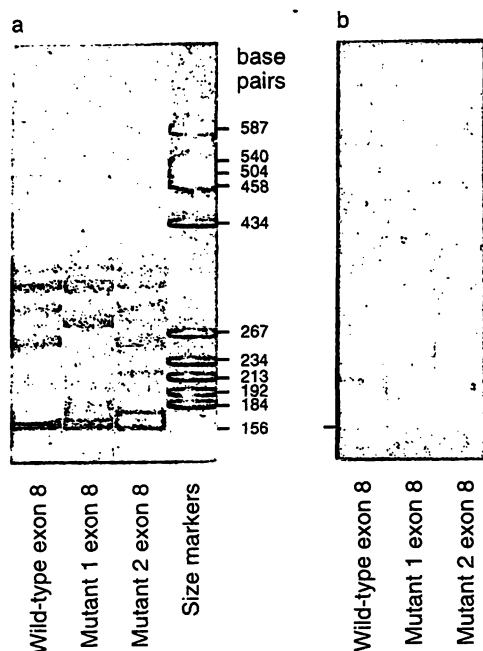 a
base
pairs
587
540
504
458
434
267
234
213
192
184
156
Wild-type exon 8
Mutant 1 exon 8
Mutant 2 exon 8
Size markers
b
Wild-type exon 8
Mutant 1 exon 8
Mutant 2 exon 8